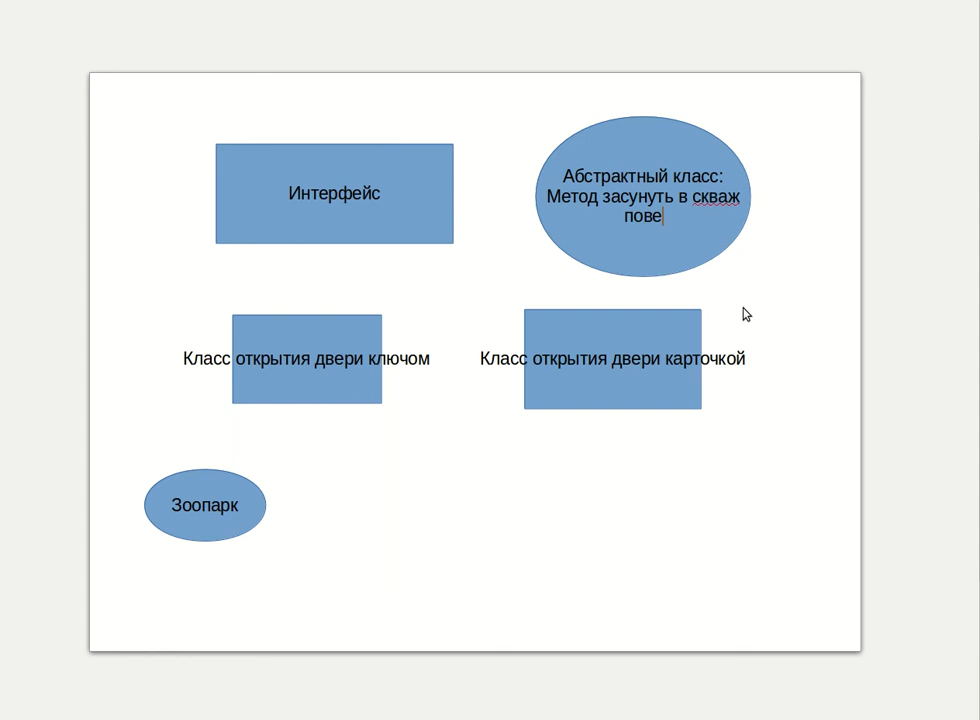 Интерфейс
Абстрактный класс:
Метод засунуть в скваж
пове
Класс открытия двери ключом
Класс открытия двери карточкой
Зоопарк